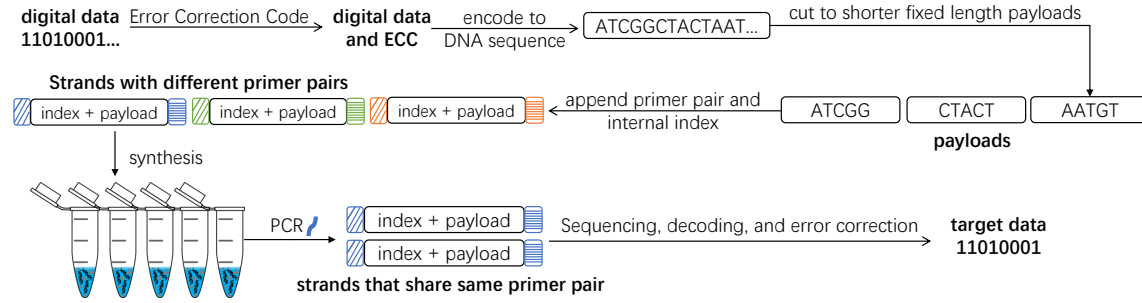 digital data
11010001...
Error Correction Code
digital data
and ECC
encode to
DNA sequence
ATCGGCTACTAAT...
cut to shorter fixed length payloads
Strands with different primer pairs
index + payload
index + payload
index + payload
append primer pair and
internal index
ATCGG
CTACT
AATGT
payloads
synthesis
PCR
index + payload
index + payload
strands that share same primer pair
Sequencing, decoding, and error correction
target data
11010001